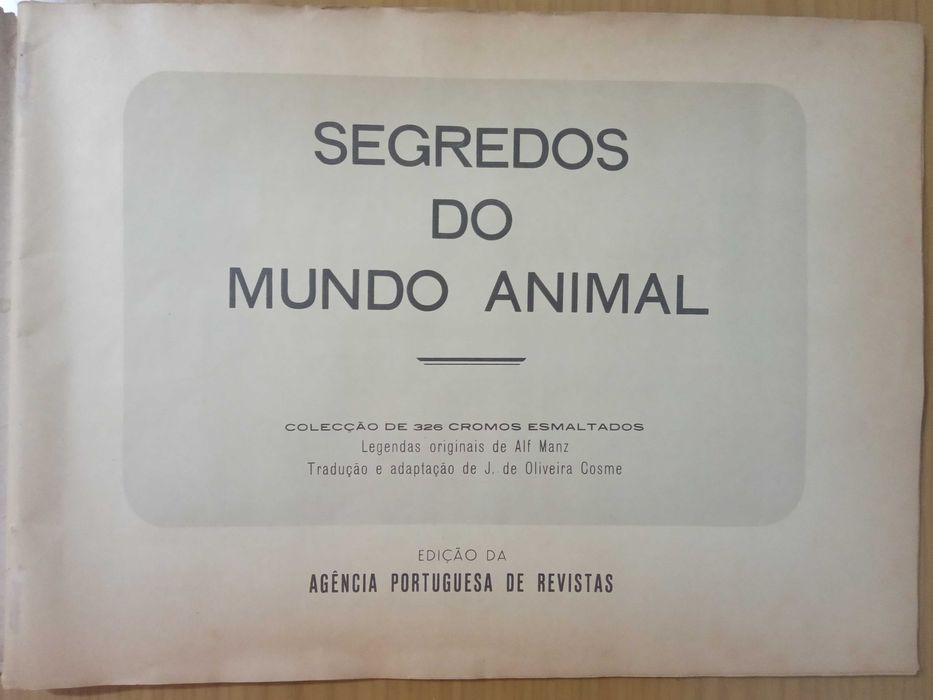 SEGREDOS
DO
MUNDO ANIMAL
COLECÇÃO DE 326 CROMOS ESMALTADOS
Legendas originais de Alf Manz
Tradução e adaptação de J. de Oliveira Cosme
EDIÇÃO DA
AGÊNCIA PORTUGUESA DE REVISTAS